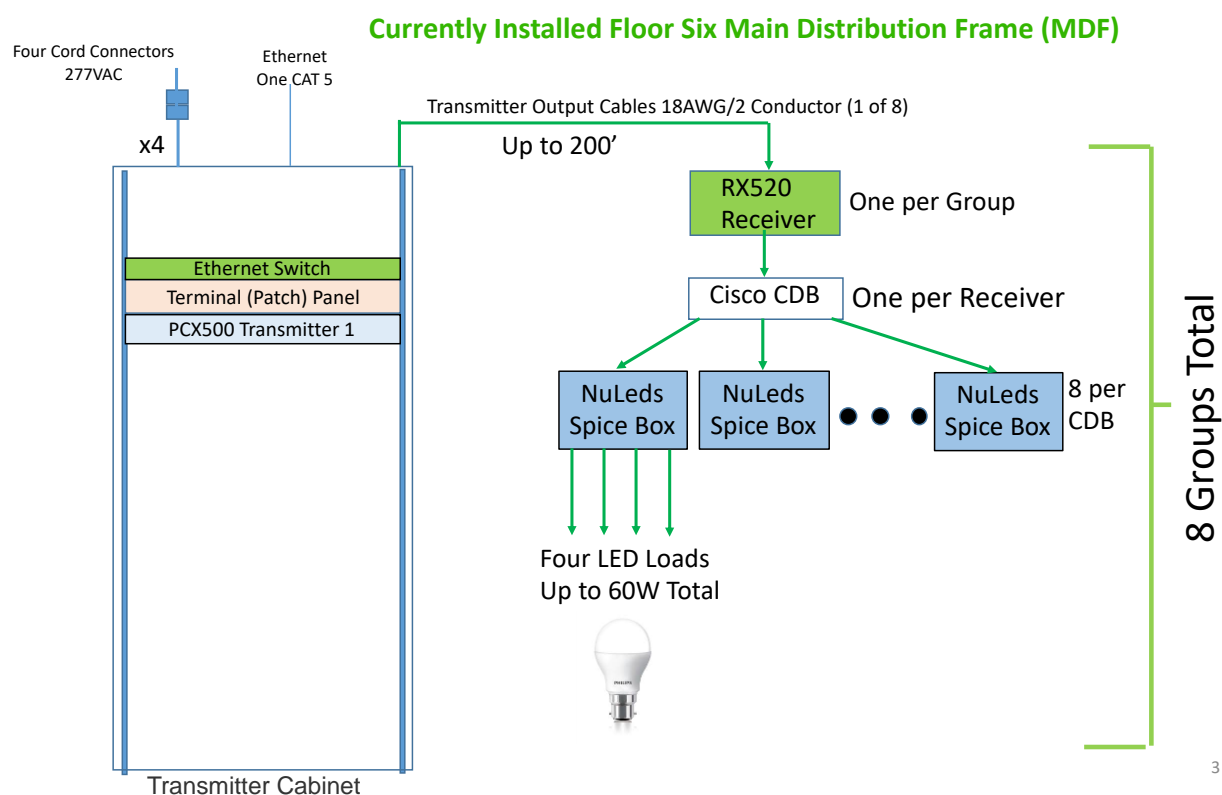 Currently Installed Floor Six Main Distribution Frame (MDF)
Four Cord Connectors
277VAC
Ethernet
One CAT 5
x4
Transmitter Output Cables 18AWG/2 Conductor (1 of 8)
Up to 200’
RX520
Receiver
One per Group
Ethernet Switch
Terminal (Patch) Panel
PCX500 Transmitter 1
Cisco CDB
One per Receiver
NuLeds
Spice Box
NuLeds
Spice Box
NuLeds
Spice Box
8 per
CDB
Four LED Loads
Up to 60W Total
PHILIPS
8 Groups Total
Transmitter Cabinet
3